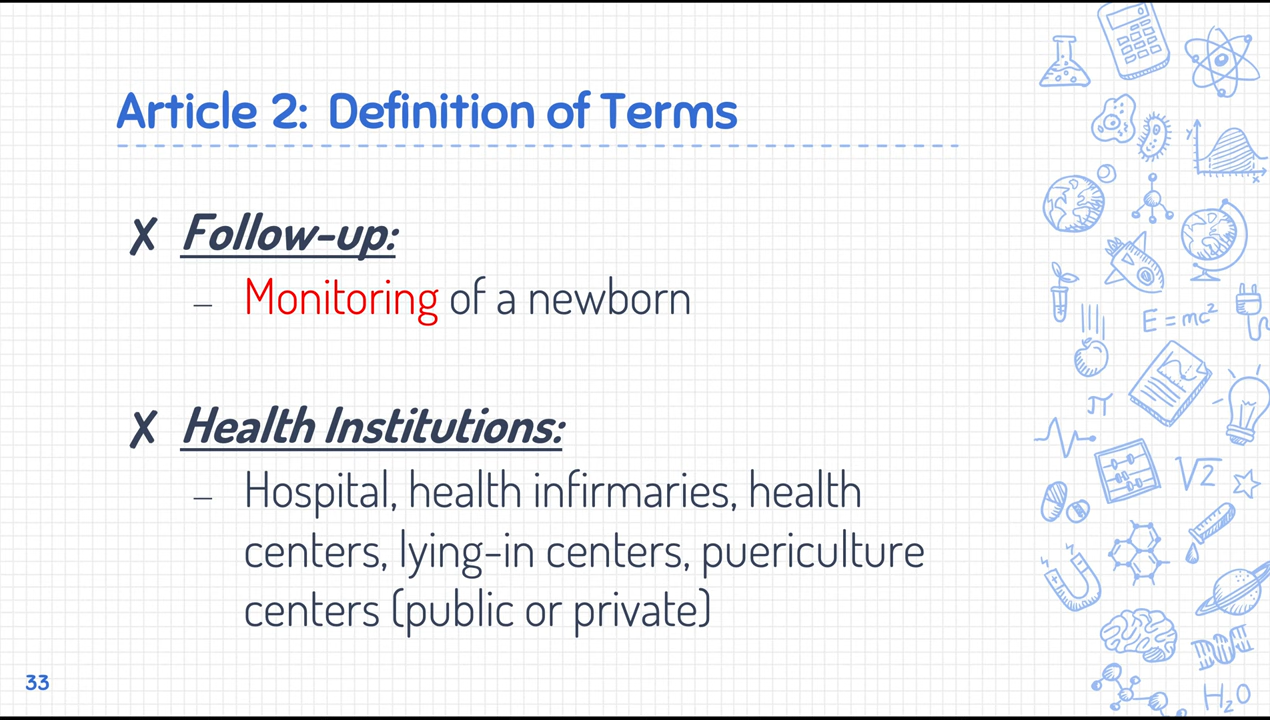 Article 2: Definition of Terms
✗ Follow-up:
– Monitoring of a newborn
✗ Health Institutions:
– Hospital, health infirmaries, health
centers, lying-in centers, puericulture
centers (public or private)
33
y
x
E = mc²
π
√2
H₂O